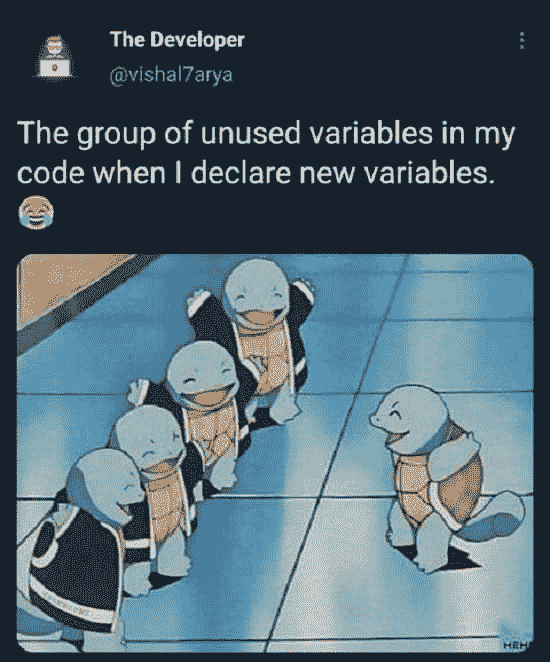 The Developer
@vishal7arya
The group of unused variables in my
code when I declare new variables.
😂